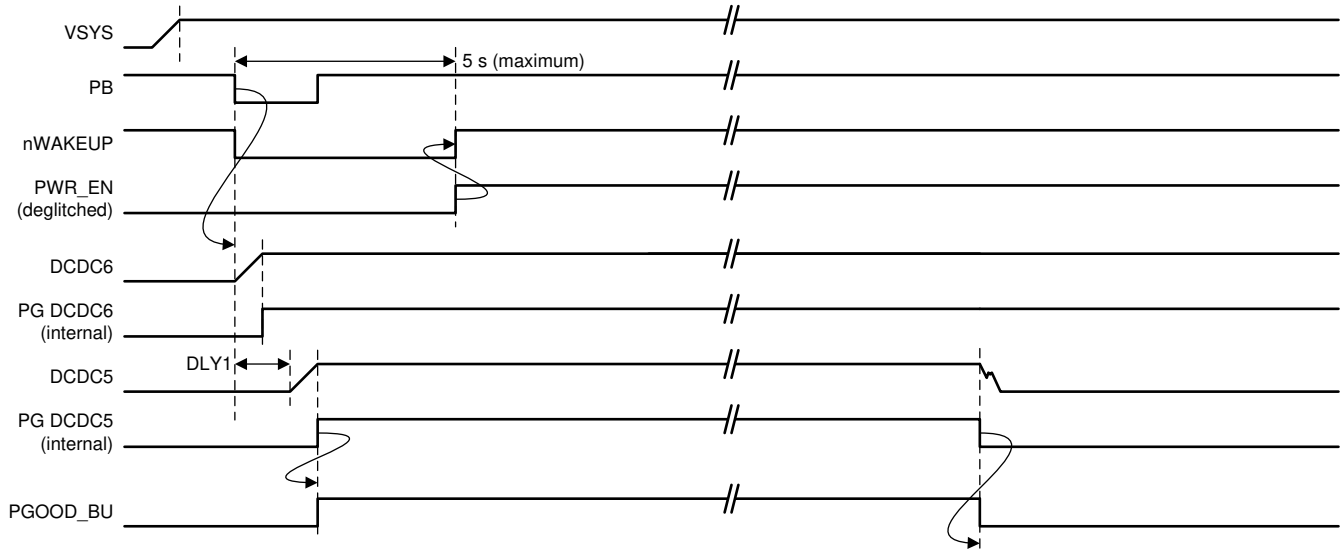 VSYS
5 s (maximum)
PB
nWAKEUP
PWR_EN
(deglitched)
DCDC6
PG DCDC6
(internal)
DLY1
DCDC5
PG DCDC5
(internal)
PGOOD_BU